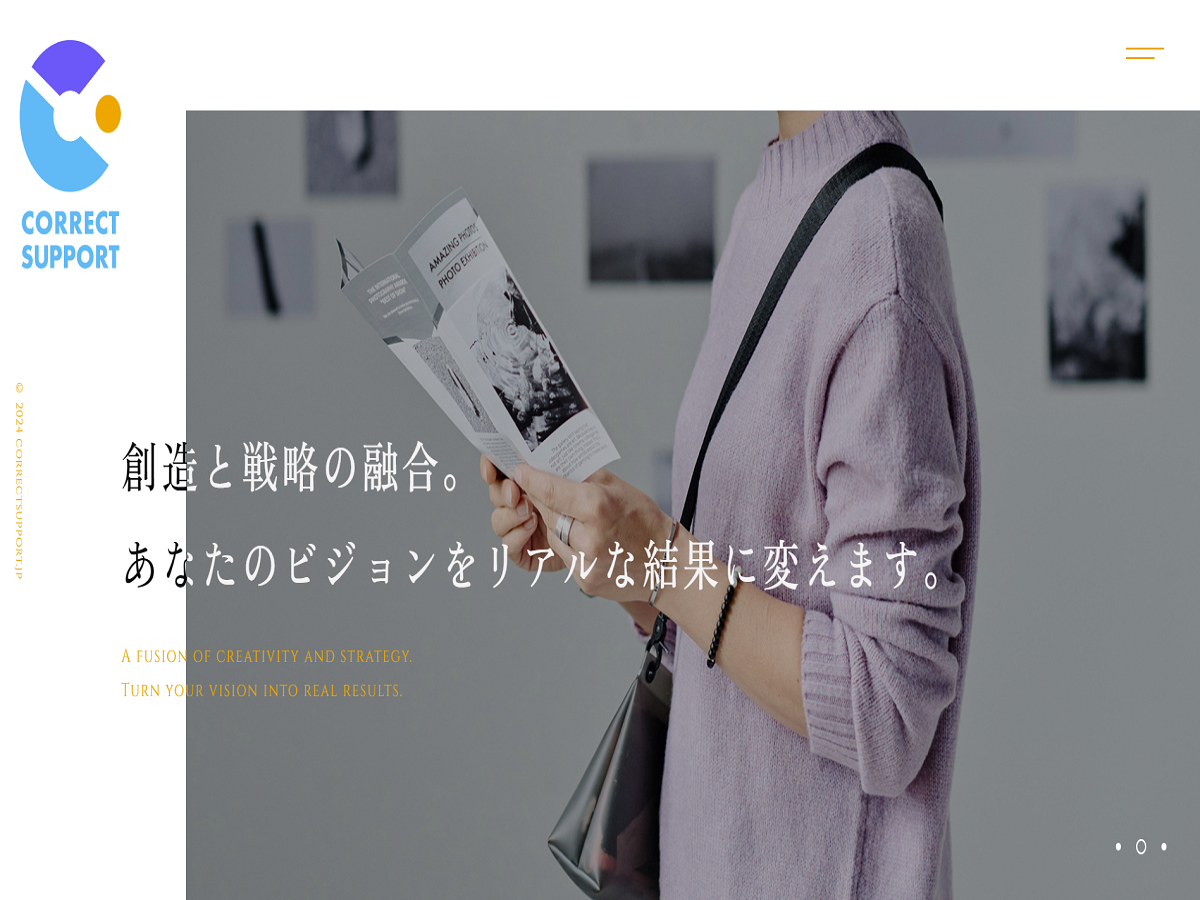 CORRECT
SUPPORT
© 2024 CORRECTSUPPORT.JP
AMAZING PHOTOS
PHOTO EXHIBITION
創造と戦略の融合。
あなたのビジョンをリアルな結果に変えます。
A FUSION OF CREATIVITY AND STRATEGY.
TURN YOUR VISION INTO REAL RESULTS.